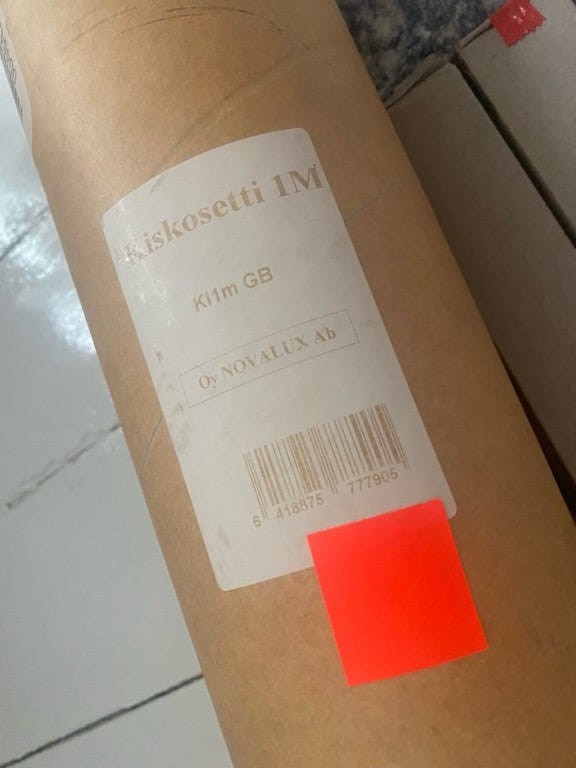 Kiskosetti 1M
KI1m GB
Oy NOVALUX Ab
6 418875 777905